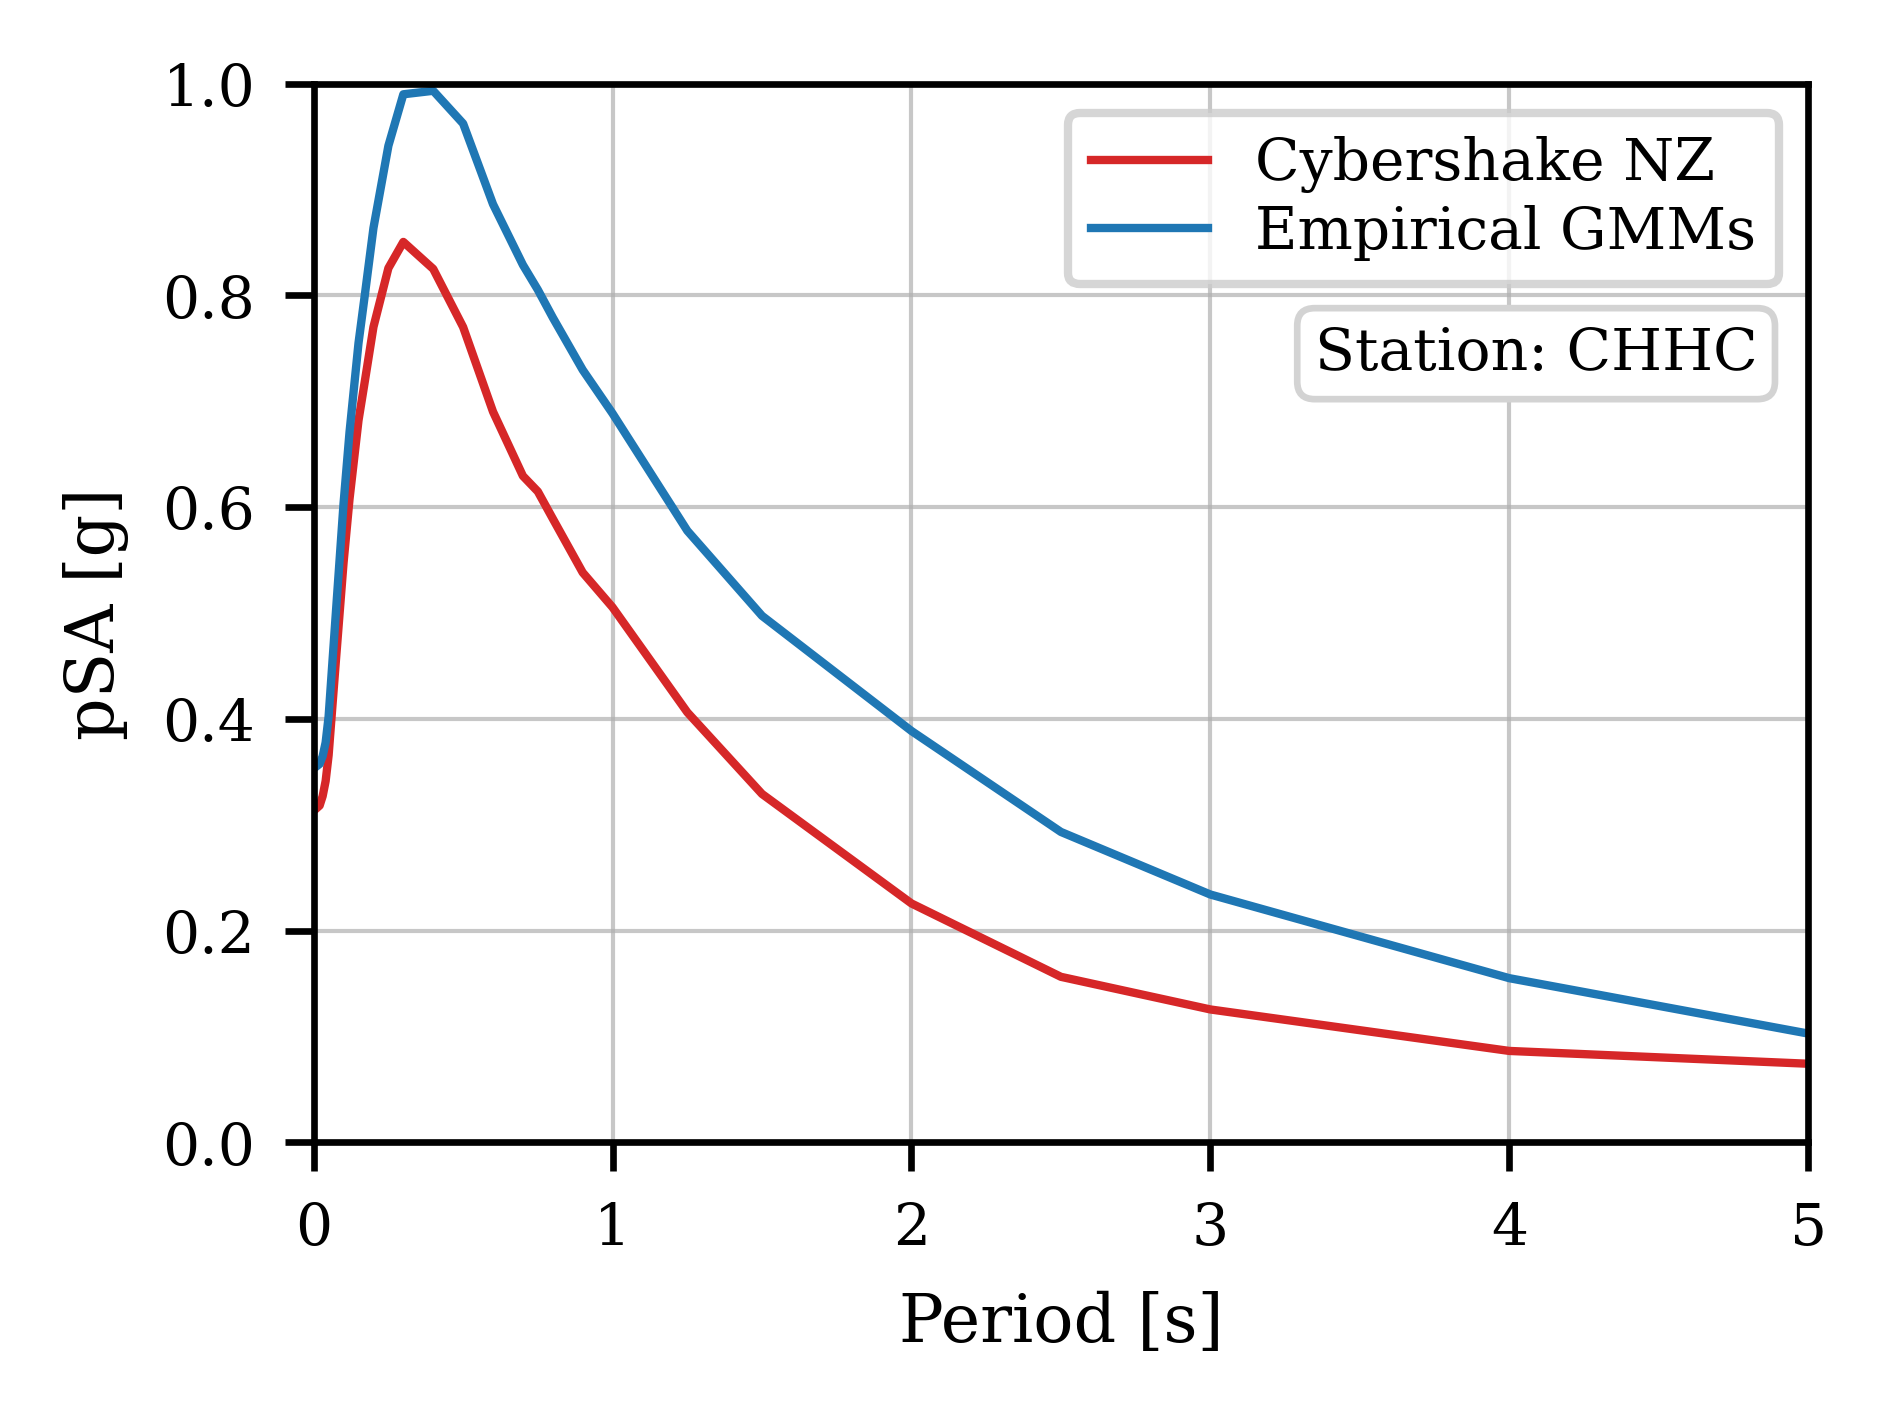 pSA [g]
1.0
0.8
0.6
0.4
0.2
0.0
Cybershake NZ
Empirical GMMs
Station: CHHC
0 1 2 3 4 5
Period [s]